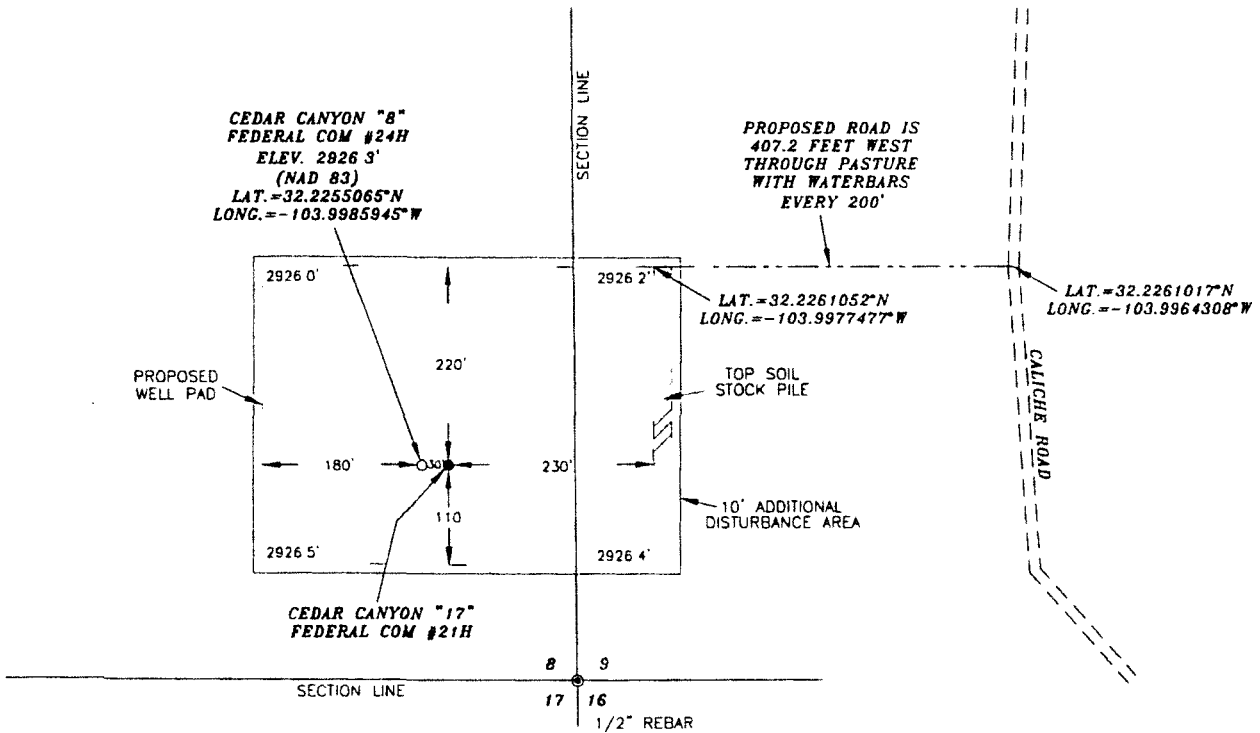 CEDAR CANYON "8"
FEDERAL COM #24H
ELEV. 2926 3'
(NAD 83)
LAT.=32.2255065°N
LONG.=-103.9985945°W
SECTION LINE
PROPOSED ROAD IS
407.2 FEET WEST
THROUGH PASTURE
WITH WATERBARS
EVERY 200'
2926 0'
2926 2'
LAT.=32.2261052°N
LONG.=-103.9977477°W
LAT.=32.2261017°N
LONG.=-103.9964308°W
220'
PROPOSED
WELL PAD
TOP SOIL
STOCK PILE
CALICHE ROAD
180'
30'
230'
110
10' ADDITIONAL
DISTURBANCE AREA
2926 5'
2926 4'
CEDAR CANYON "17"
FEDERAL COM #21H
8 9
SECTION LINE
17 16
1/2" REBAR